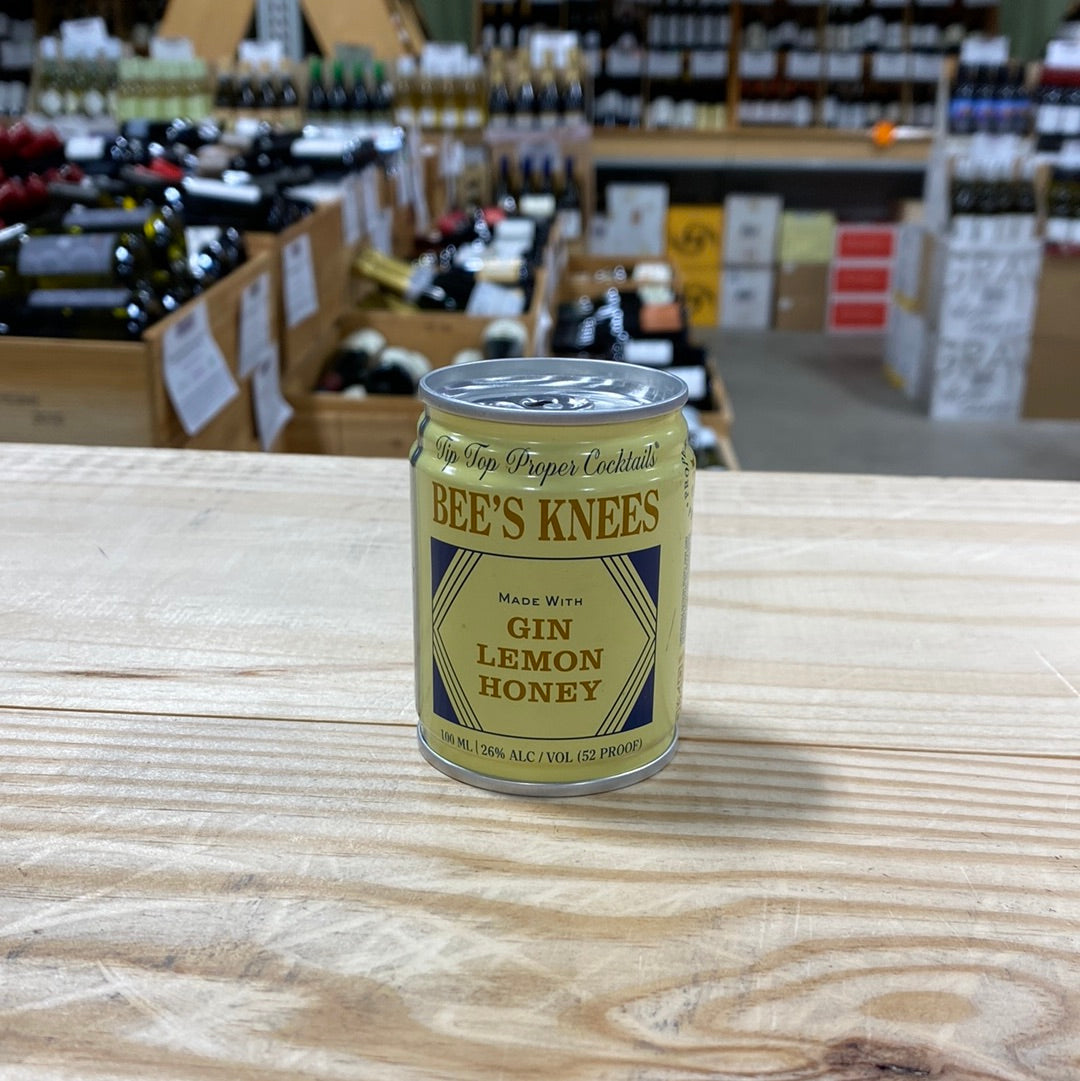 Tip Top Proper Cocktails
BEE'S KNEES
MADE WITH
GIN
LEMON
HONEY
100 ML | 26% ALC / VOL (52 PROOF)